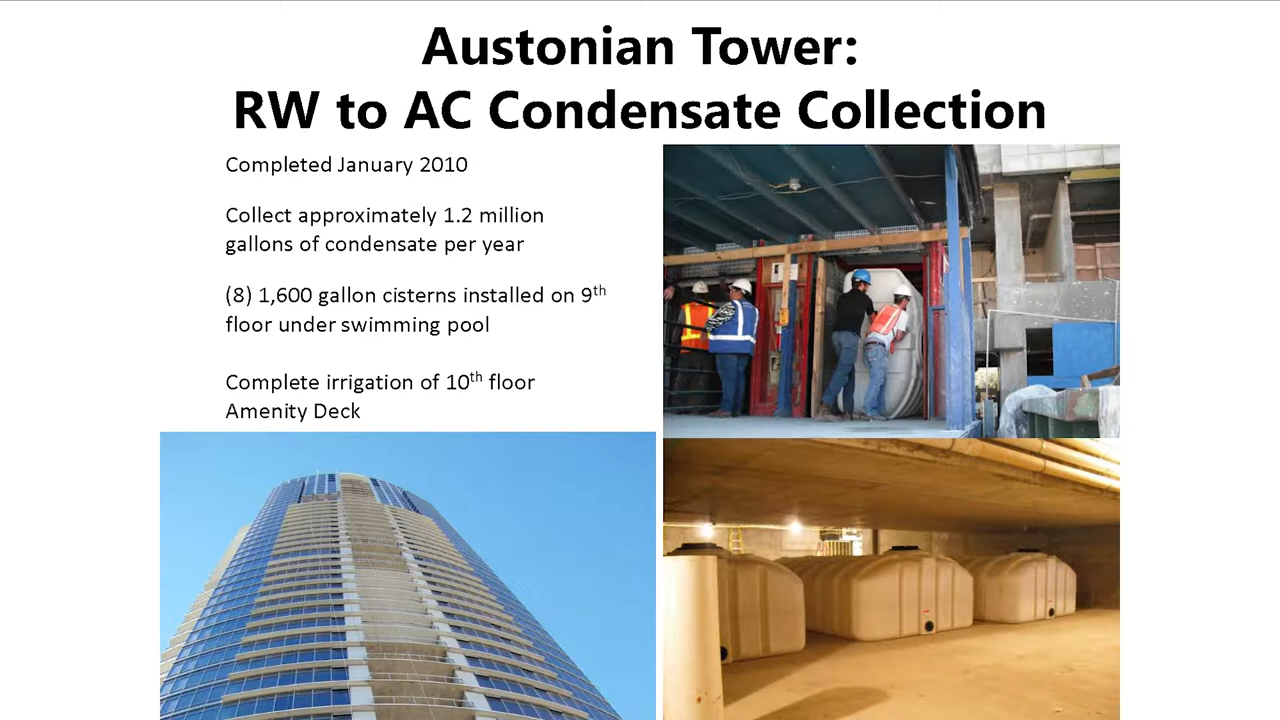 Austonian Tower:
RW to AC Condensate Collection
Completed January 2010
Collect approximately 1.2 million
gallons of condensate per year
(8) 1,600 gallon cisterns installed on 9th
floor under swimming pool
Complete irrigation of 10th floor
Amenity Deck